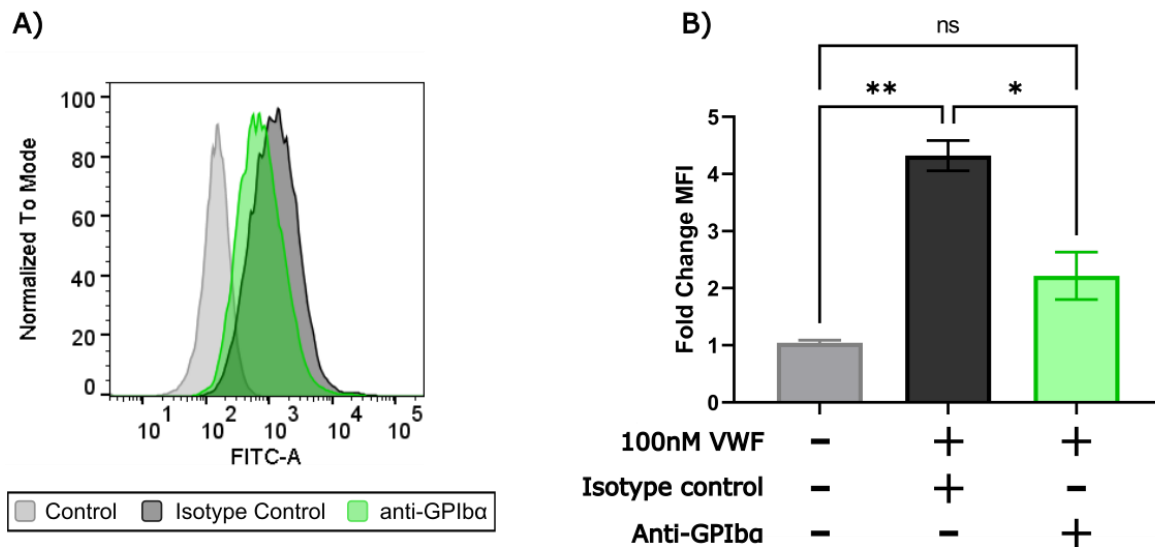 A)
Normalized To Mode
100
80
60
40
20
0
10^1 10^2 10^3 10^4 10^5
FITC-A
Control Isotype Control anti-GPIbα
B)
ns
** *
Fold Change MFI
5
4
3
2
1
0
100nM VWF - + +
Isotype control - + -
Anti-GPIbα - - +